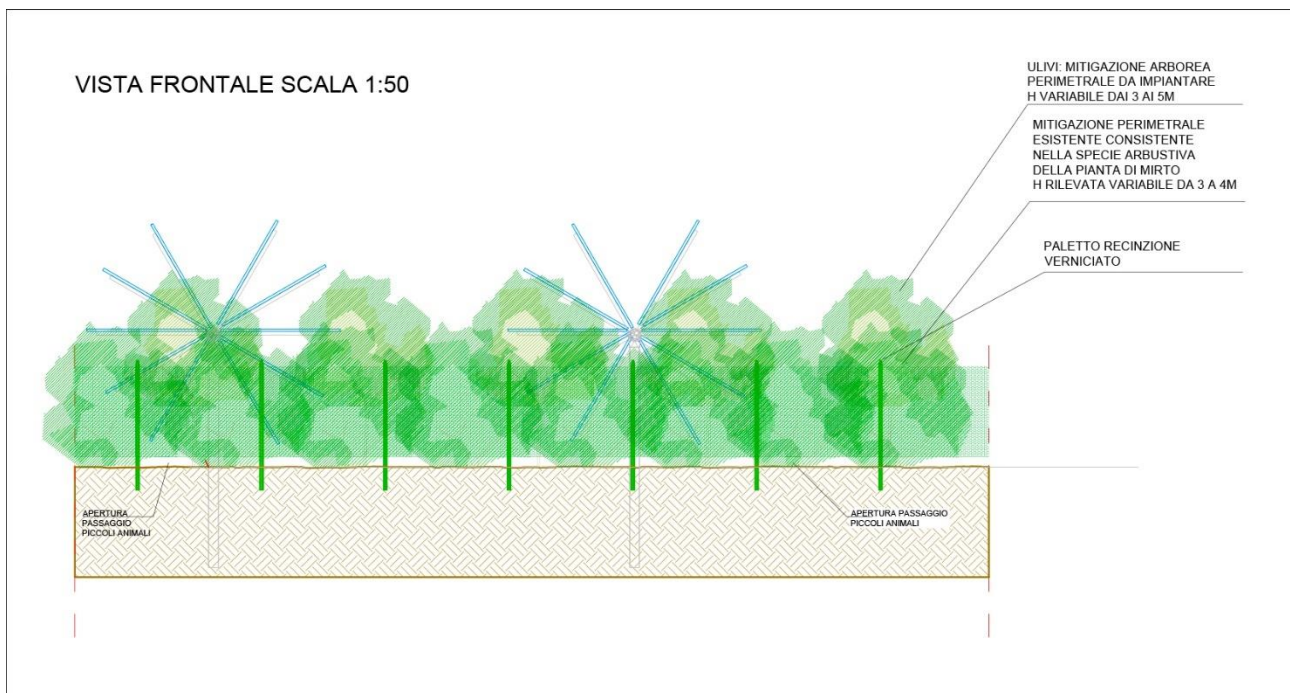 VISTA FRONTALE SCALA 1:50
ULIVI: MITIGAZIONE ARBOREA
PERIMETRALE DA IMPIANTARE
H VARIABILE DAI 3 AI 5M
MITIGAZIONE PERIMETRALE
ESISTENTE CONSISTENTE
NELLA SPECIE ARBUSTIVA
DELLA PIANTA DI MIRTO
H RILEVATA VARIABILE DA 3 A 4M
PALETTO RECINZIONE
VERNICIATO
APERTURA
PASSAGGIO
PICCOLI ANIMALI
APERTURA PASSAGGIO
PICCOLI ANIMALI